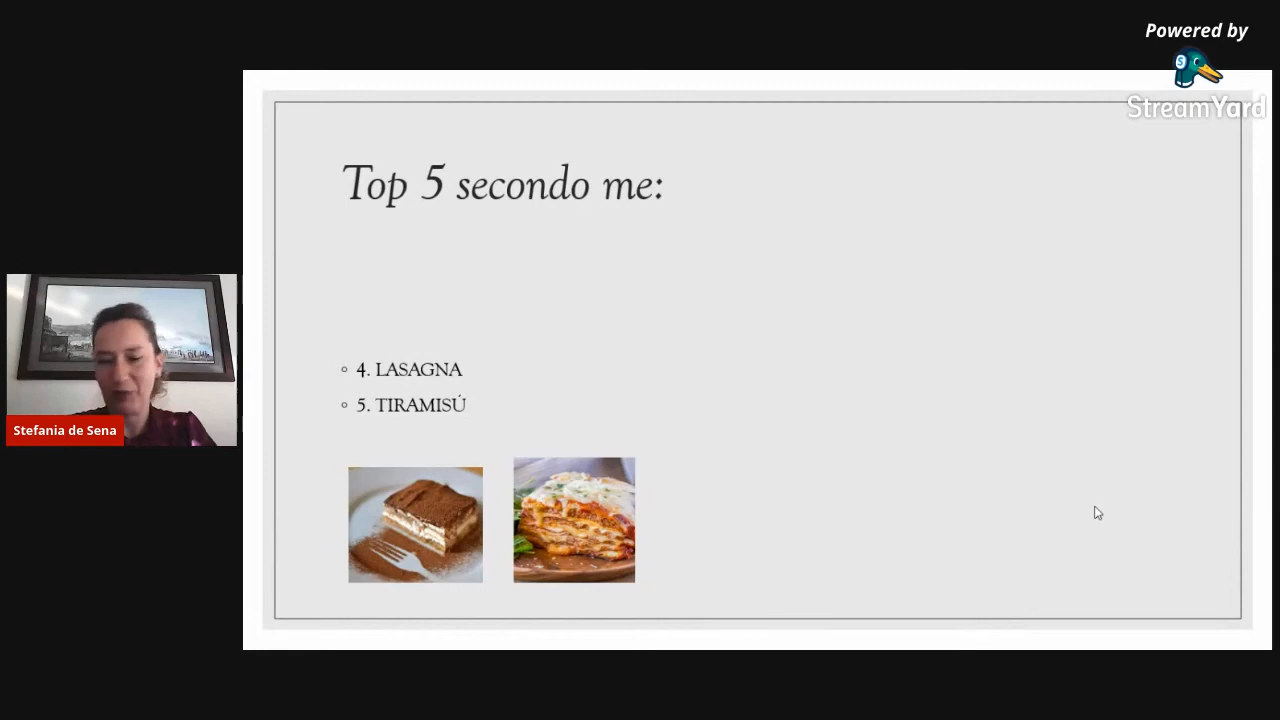 Powered by
StreamYard
Top 5 secondo me:
4. LASAGNA
5. TIRAMISÚ
Stefania de Sena